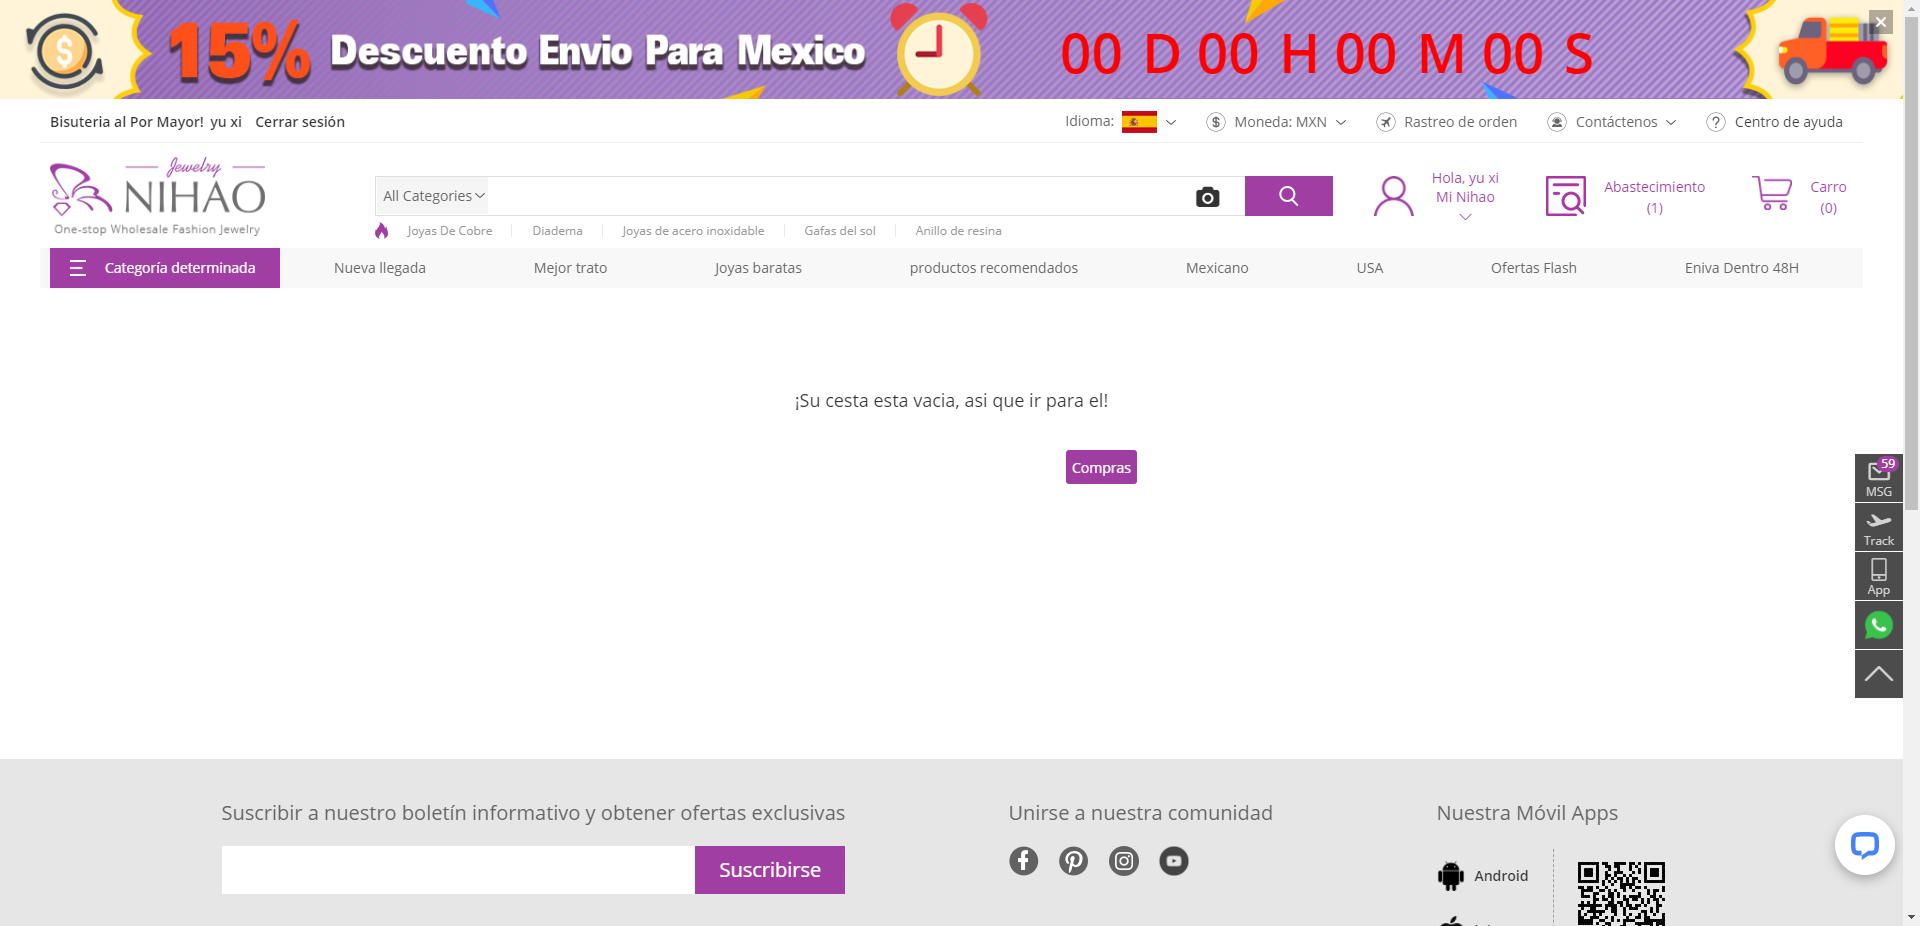 15% Descuento Envio Para Mexico
00 D 00 H 00 M 00 S
Bisuteria al Por Mayor! yu xi Cerrar sesión
Idioma:
Moneda: MXN
Rastreo de orden
Contáctenos
Centro de ayuda
Jewelry
NIHAO
One-stop Wholesale Fashion Jewelry
All Categories
Hola, yu xi
Mi Nihao
Abastecimiento
(1)
Carro
(0)
Joyas De Cobre
Diadema
Joyas de acero inoxidable
Gafas del sol
Anillo de resina
Categoría determinada
Nueva llegada
Mejor trato
Joyas baratas
productos recomendados
Mexicano
USA
Ofertas Flash
Eniva Dentro 48H
¡Su cesta esta vacia, asi que ir para el!
Compras
59
MSG
Track
App
Suscribir a nuestro boletín informativo y obtener ofertas exclusivas
Suscribirse
Unirse a nuestra comunidad
Nuestra Móvil Apps
Android